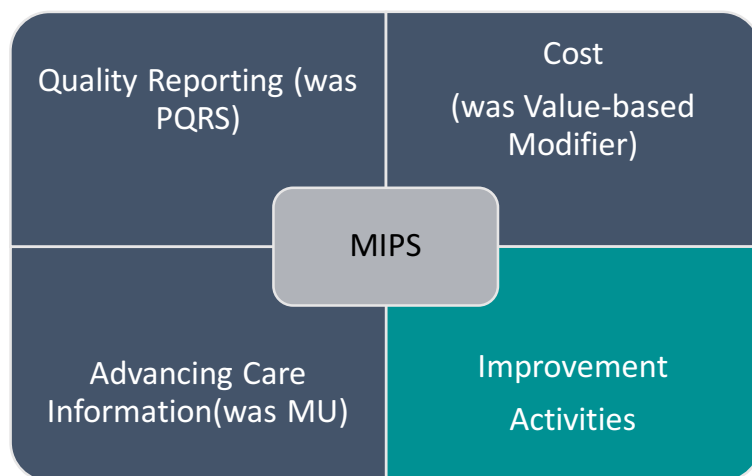 Quality Reporting (was
PQRS)
Cost
(was Value-based
Modifier)
MIPS
Advancing Care
Information(was MU)
Improvement
Activities